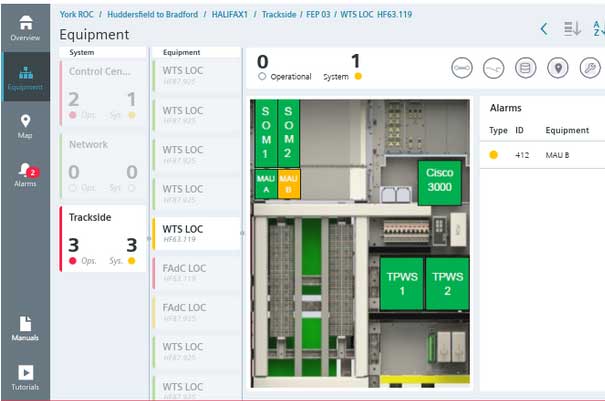 York ROC / Huddersfield to Bradford / HALIFAX1 / Trackside / FEP 03 / WTS LOC HF63.119
Equipment
Overview
Equipment
Map
Alarms
2
Manuals
Tutorials
System
Control Cen...
2 1
Ops. Sys.
Network
0 0
Ops. Sys.
Trackside
3 3
Ops. Sys.
Equipment
WTS LOC
HF87.925
WTS LOC
HF87.925
WTS LOC
HF87.925
WTS LOC
HF87.925
WTS LOC
HF63.119
FAdC LOC
HF63.119
FAdC LOC
HF87.925
WTS LOC
HF87.925
WTS LOC
HF87.925
0 1
Operational System
A
Z
SOM 1
SOM 2
MAU A
MAU B
Cisco 3000
TPWS 1
TPWS 2
Alarms
Type ID Equipment
412 MAU B